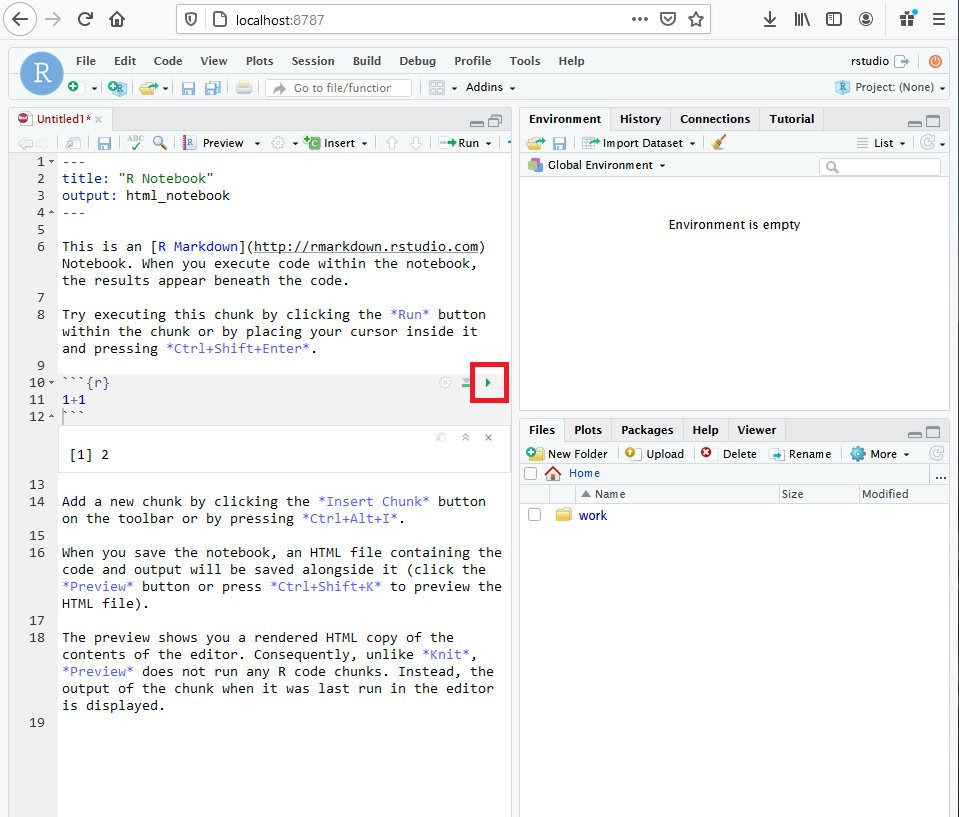 localhost:8787
R
File Edit Code View Plots Session Build Debug Profile Tools Help
rstudio
Go to file/function
Addins
Project: (None)
Untitled1*
ABC
Preview
Insert
Run
1 ---
2 title: "R Notebook"
3 output: html_notebook
4 ---
5
6 This is an [R Markdown](http://rmarkdown.rstudio.com)
Notebook. When you execute code within the notebook,
the results appear beneath the code.
7
8 Try executing this chunk by clicking the *Run* button
within the chunk or by placing your cursor inside it
and pressing *Ctrl+Shift+Enter*.
9
10 ```{r}
11 1+1
12 ```
[1] 2
13
14 Add a new chunk by clicking the *Insert Chunk* button
on the toolbar or by pressing *Ctrl+Alt+I*.
15
16 When you save the notebook, an HTML file containing the
code and output will be saved alongside it (click the
*Preview* button or press *Ctrl+Shift+K* to preview the
HTML file).
17
18 The preview shows you a rendered HTML copy of the
contents of the editor. Consequently, unlike *Knit*,
*Preview* does not run any R code chunks. Instead, the
output of the chunk when it was last run in the editor
is displayed.
19
Environment History Connections Tutorial
Import Dataset
List
Global Environment
Environment is empty
Files Plots Packages Help Viewer
New Folder Upload Delete Rename More
Home
...
Name Size Modified
work